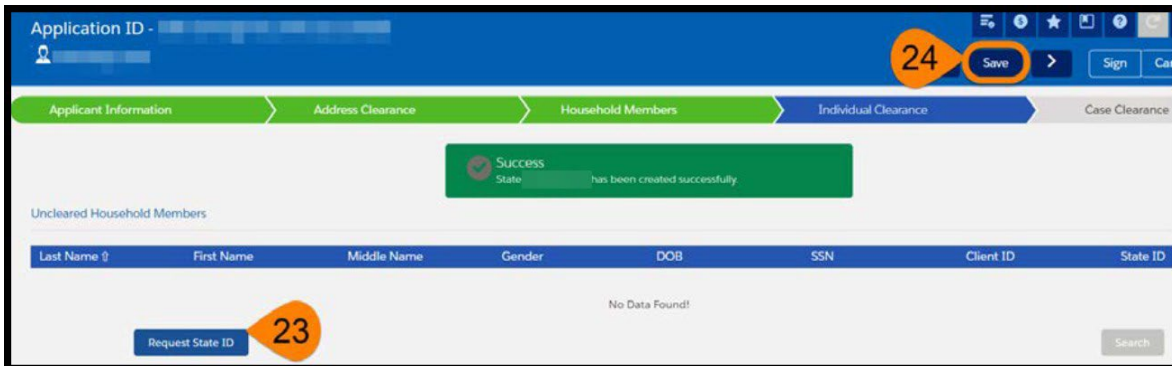 Application ID -
24
Save
Sign
Applicant Information
Address Clearance
Household Members
Individual Clearance
Case Clearance
Success
State has been created successfully.
Uncleared Household Members
Last Name ⇧ First Name Middle Name Gender DOB SSN Client ID State ID
No Data Found!
Request State ID
23
Search